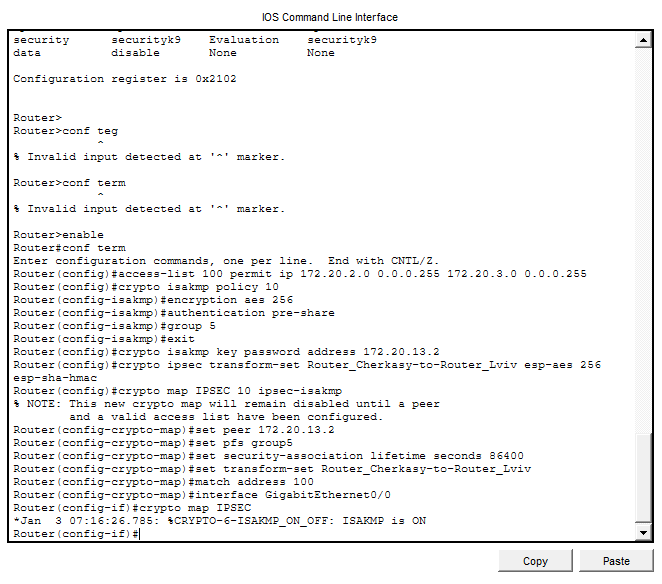 IOS Command Line Interface
security securityk9 Evaluation securityk9
data disable None None
Configuration register is 0x2102
Router>
Router>conf teg
^
% Invalid input detected at '^' marker.
Router>conf term
^
% Invalid input detected at '^' marker.
Router>enable
Router#conf term
Enter configuration commands, one per line. End with CNTL/Z.
Router(config)#access-list 100 permit ip 172.20.2.0 0.0.0.255 172.20.3.0 0.0.0.255
Router(config)#crypto isakmp policy 10
Router(config-isakmp)#encryption aes 256
Router(config-isakmp)#authentication pre-share
Router(config-isakmp)#group 5
Router(config-isakmp)#exit
Router(config)#crypto isakmp key password address 172.20.13.2
Router(config)#crypto ipsec transform-set Router_Cherkasy-to-Router_Lviv esp-aes 256
esp-sha-hmac
Router(config)#crypto map IPSEC 10 ipsec-isakmp
% NOTE: This new crypto map will remain disabled until a peer
and a valid access list have been configured.
Router(config-crypto-map)#set peer 172.20.13.2
Router(config-crypto-map)#set pfs group5
Router(config-crypto-map)#set security-association lifetime seconds 86400
Router(config-crypto-map)#set transform-set Router_Cherkasy-to-Router_Lviv
Router(config-crypto-map)#match address 100
Router(config-crypto-map)#interface GigabitEthernet0/0
Router(config-if)#crypto map IPSEC
*Jan 3 07:16:26.785: %CRYPTO-6-ISAKMP_ON_OFF: ISAKMP is ON
Router(config-if)#
Copy Paste